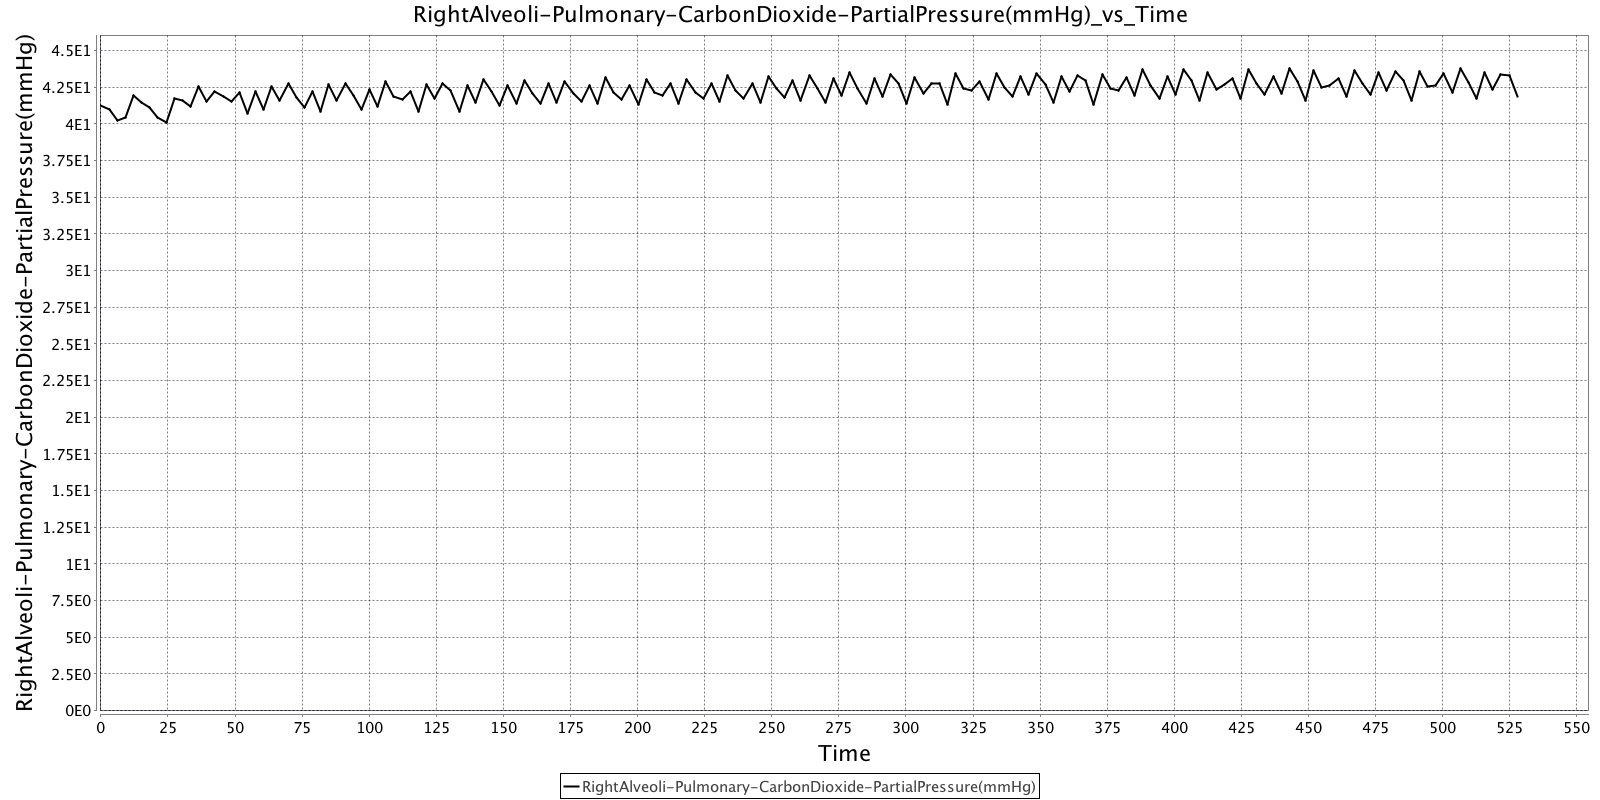 RightAlveoli-Pulmonary-CarbonDioxide-PartialPressure(mmHg)_vs_Time
RightAlveoli-Pulmonary-CarbonDioxide-PartialPressure(mmHg)
4.5E1
4.25E1
4E1
3.75E1
3.5E1
3.25E1
3E1
2.75E1
2.5E1
2.25E1
2E1
1.75E1
1.5E1
1.25E1
1E1
7.5E0
5E0
2.5E0
0E0
0 25 50 75 100 125 150 175 200 225 250 275 300 325 350 375 400 425 450 475 500 525 550
Time
RightAlveoli-Pulmonary-CarbonDioxide-PartialPressure(mmHg)